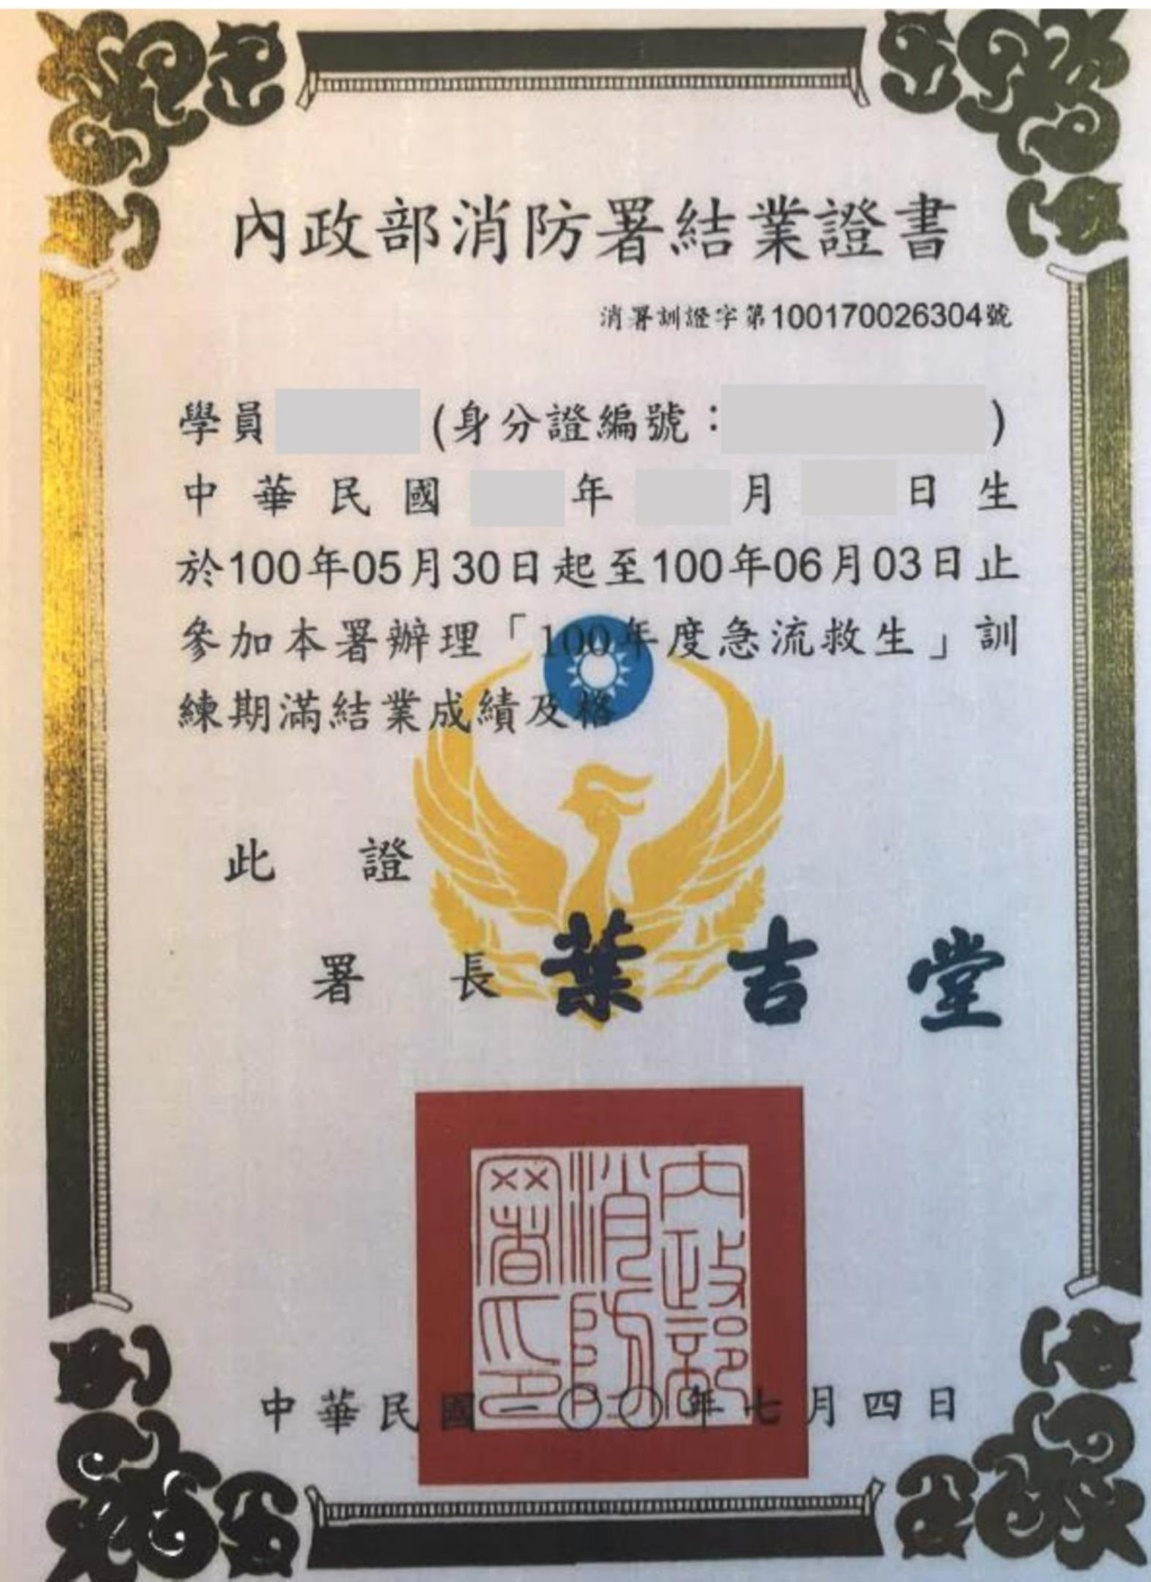 內政部消防署結業證書
消署訓證字第100170026304號
學員 (身分證編號： )
中華民國 年 月 日生
於100年05月30日起至100年06月03日止
參加本署辦理「100年度急流救生」訓
練期滿結業成績及格
此證
署長 葉吉堂
內政部消防署印
中華民國一〇〇年七月四日